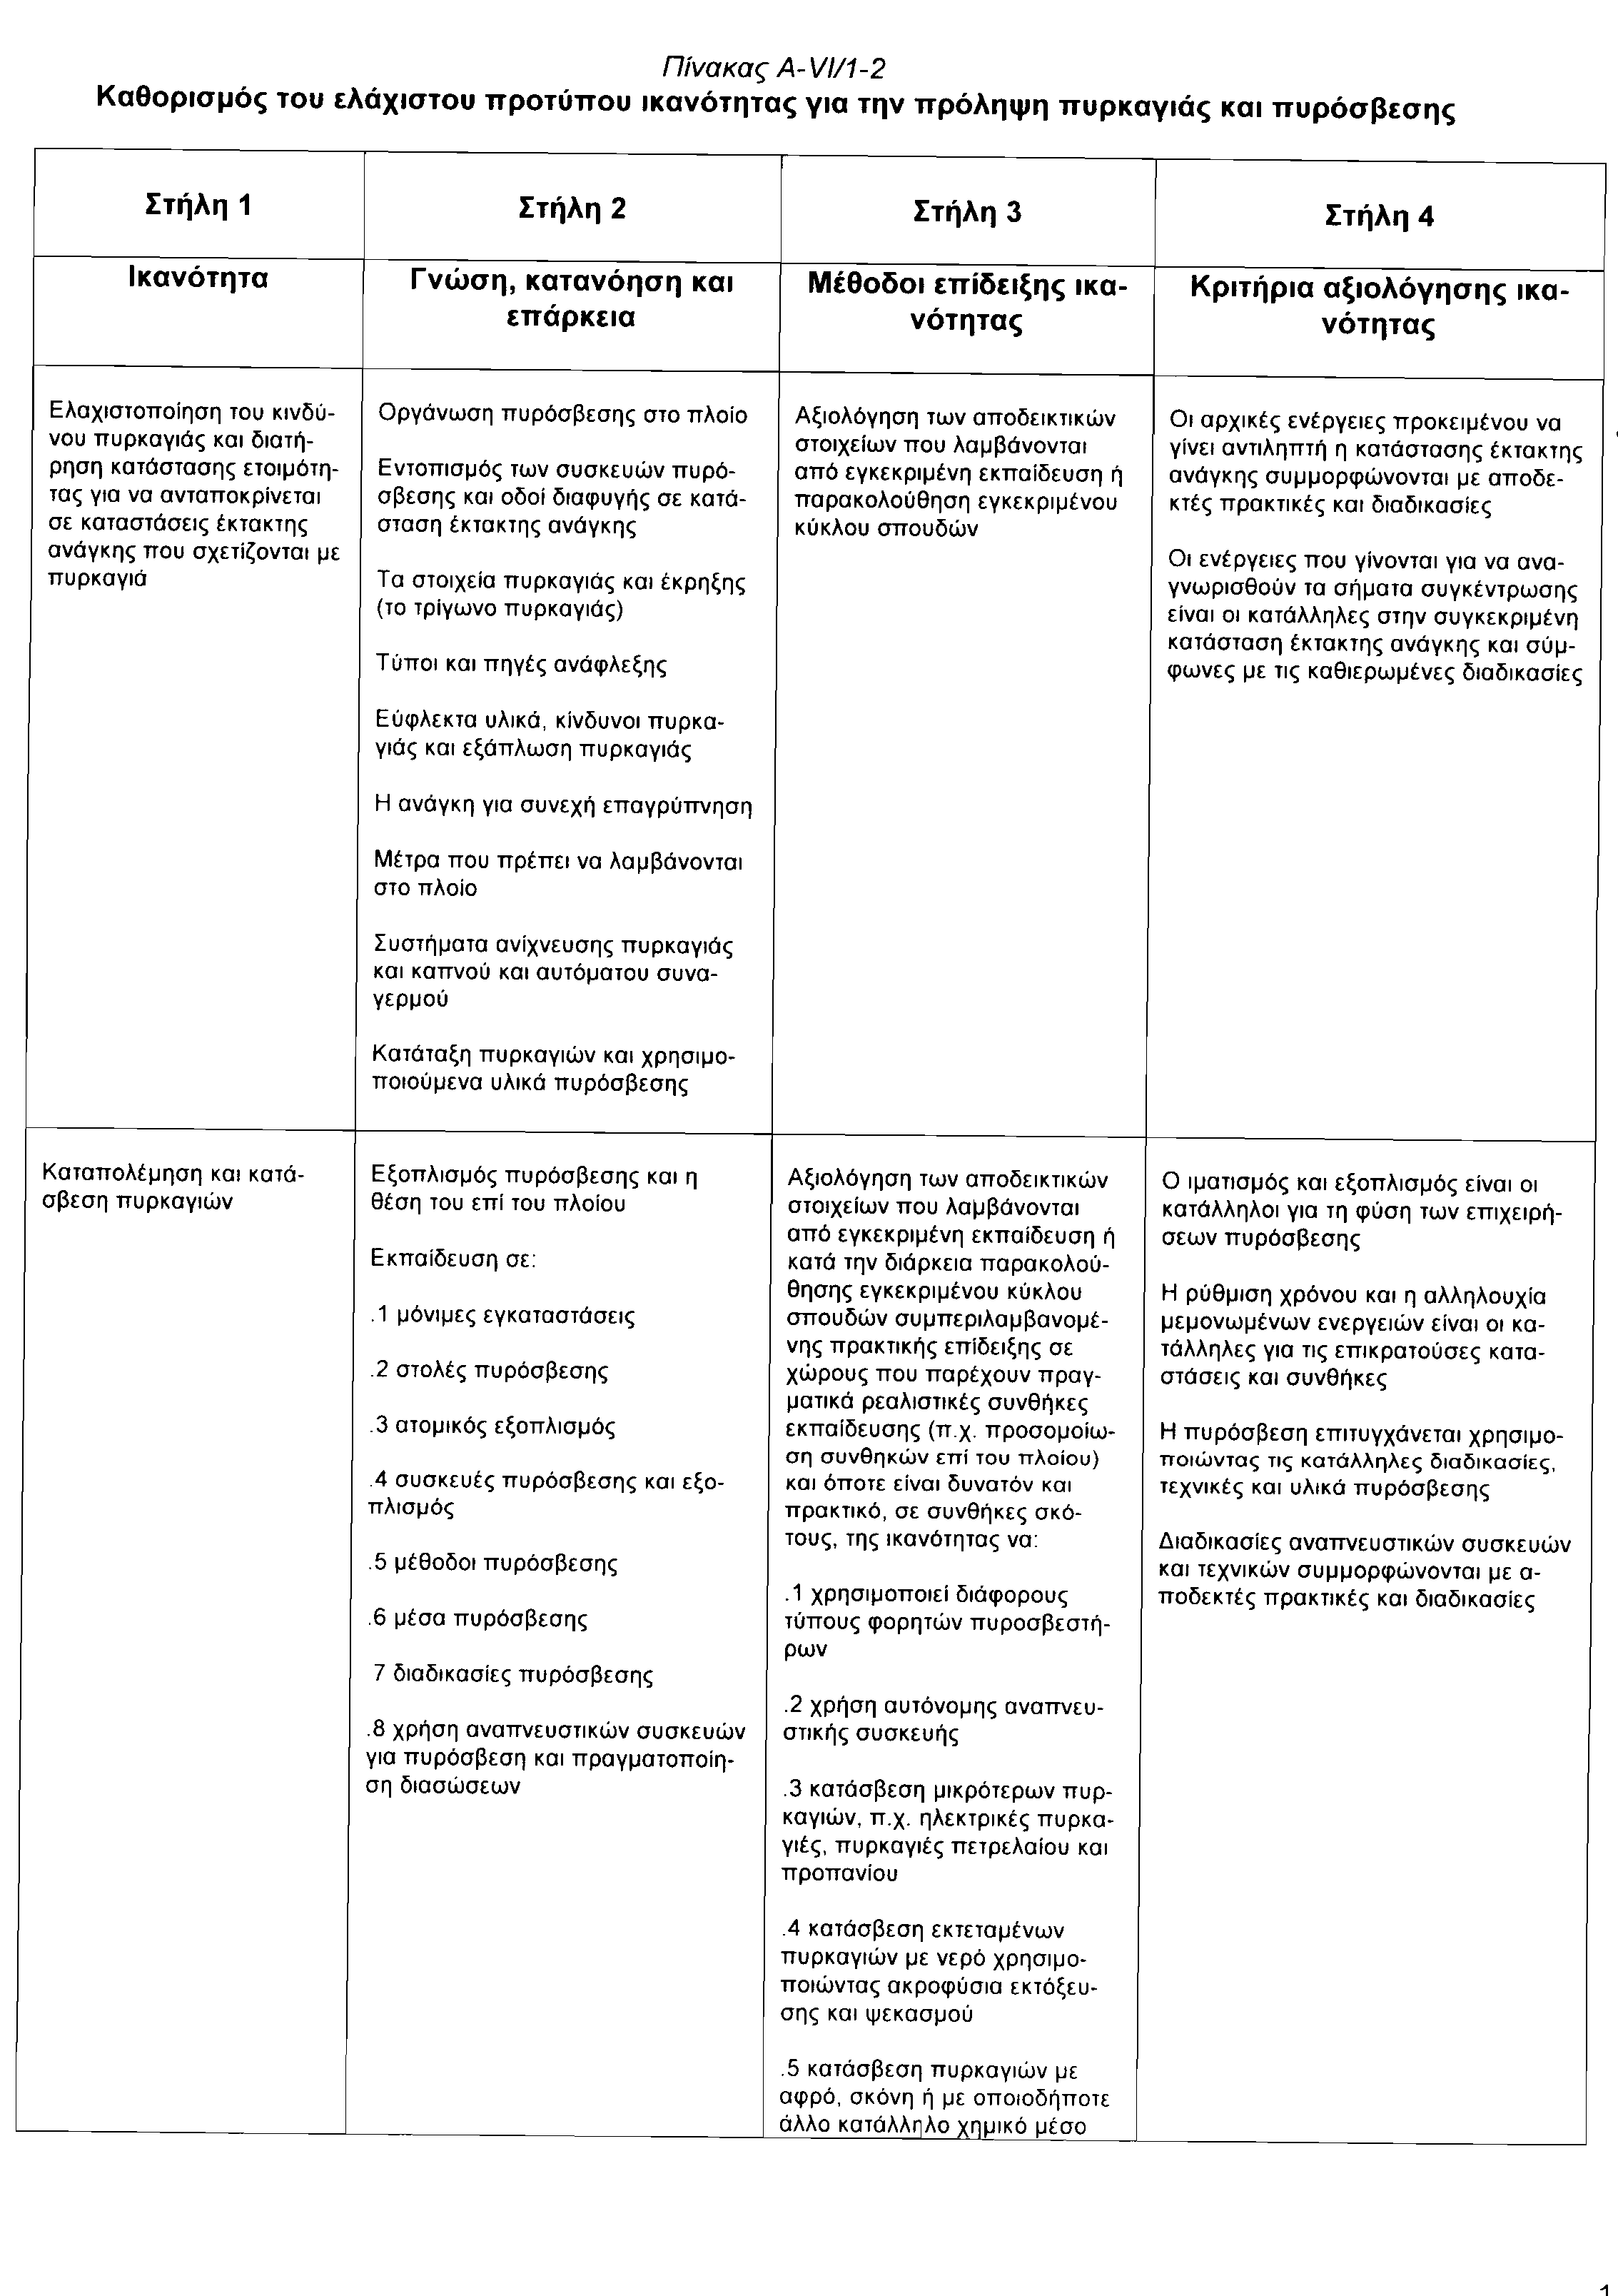 Πίνακας Α-VI/1-2
Καθορισμός του ελάχιστου προτύπου ικανότητας για την πρόληψη πυρκαγιάς και πυρόσβεσης
Στήλη 1
Στήλη 2
Στήλη 3
Στήλη 4
Ικανότητα
Γνώση, κατανόηση και
επάρκεια
Μέθοδοι επίδειξης ικα-
νότητας
Κριτήρια αξιολόγησης ικα-
νότητας
Ελαχιστοποίηση του κινδύ-
νου πυρκαγιάς και διατή-
ρηση κατάστασης ετοιμότη-
τας για να ανταποκρίνεται
σε καταστάσεις έκτακτης
ανάγκης που σχετίζονται με
πυρκαγιά
Οργάνωση πυρόσβεσης στο πλοίο
Εντοπισμός των συσκευών πυρό-
σβεσης και οδοί διαφυγής σε κατά-
σταση έκτακτης ανάγκης
Τα στοιχεία πυρκαγιάς και έκρηξης
(το τρίγωνο πυρκαγιάς)
Τύποι και πηγές ανάφλεξης
Εύφλεκτα υλικά, κίνδυνοι πυρκα-
γιάς και εξάπλωση πυρκαγιάς
Η ανάγκη για συνεχή επαγρύπνηση
Μέτρα που πρέπει να λαμβάνονται
στο πλοίο
Συστήματα ανίχνευσης πυρκαγιάς
και καπνού και αυτόματου συνα-
γερμού
Κατάταξη πυρκαγιών και χρησιμο-
ποιούμενα υλικά πυρόσβεσης
Αξιολόγηση των αποδεικτικών
στοιχείων που λαμβάνονται
από εγκεκριμένη εκπαίδευση ή
παρακολούθηση εγκεκριμένου
κύκλου σπουδών
Οι αρχικές ενέργειες προκειμένου να
γίνει αντιληπτή η κατάστασης έκτακτης
ανάγκης συμμορφώνονται με αποδε-
κτές πρακτικές και διαδικασίες
Οι ενέργειες που γίνονται για να ανα-
γνωρισθούν τα σήματα συγκέντρωσης
είναι οι κατάλληλες στην συγκεκριμένη
κατάσταση έκτακτης ανάγκης και σύμ-
φωνες με τις καθιερωμένες διαδικασίες
Καταπολέμηση και κατά-
σβεση πυρκαγιών
Εξοπλισμός πυρόσβεσης και η
θέση του επί του πλοίου
Εκπαίδευση σε:
.1 μόνιμες εγκαταστάσεις
.2 στολές πυρόσβεσης
.3 ατομικός εξοπλισμός
.4 συσκευές πυρόσβεσης και εξο-
πλισμός
.5 μέθοδοι πυρόσβεσης
.6 μέσα πυρόσβεσης
7 διαδικασίες πυρόσβεσης
.8 χρήση αναπνευστικών συσκευών
για πυρόσβεση και πραγματοποίη-
ση διασώσεων
Αξιολόγηση των αποδεικτικών
στοιχείων που λαμβάνονται
από εγκεκριμένη εκπαίδευση ή
κατά την διάρκεια παρακολού-
θησης εγκεκριμένου κύκλου
σπουδών συμπεριλαμβανομέ-
νης πρακτικής επίδειξης σε
χώρους που παρέχουν πραγ-
ματικά ρεαλιστικές συνθήκες
εκπαίδευσης (π.χ. προσομοίω-
ση συνθηκών επί του πλοίου)
και όποτε είναι δυνατόν και
πρακτικό, σε συνθήκες σκό-
τους, της ικανότητας να:
.1 χρησιμοποιεί διάφορους
τύπους φορητών πυροσβεστή-
ρων
.2 χρήση αυτόνομης αναπνευ-
στικής συσκευής
.3 κατάσβεση μικρότερων πυρ-
καγιών, π.χ. ηλεκτρικές πυρκα-
γιές, πυρκαγιές πετρελαίου και
προπανίου
.4 κατάσβεση εκτεταμένων
πυρκαγιών με νερό χρησιμο-
ποιώντας ακροφύσια εκτόξευ-
σης και ψεκασμού
.5 κατάσβεση πυρκαγιών με
αφρό, σκόνη ή με οποιοδήποτε
άλλο κατάλληλο χημικό μέσο
Ο ιματισμός και εξοπλισμός είναι οι
κατάλληλοι για τη φύση των επιχειρή-
σεων πυρόσβεσης
Η ρύθμιση χρόνου και η αλληλουχία
μεμονωμένων ενεργειών είναι οι κα-
τάλληλες για τις επικρατούσες κατα-
στάσεις και συνθήκες
Η πυρόσβεση επιτυγχάνεται χρησιμο-
ποιώντας τις κατάλληλες διαδικασίες,
τεχνικές και υλικά πυρόσβεσης
Διαδικασίες αναπνευστικών συσκευών
και τεχνικών συμμορφώνονται με α-
ποδεκτές πρακτικές και διαδικασίες